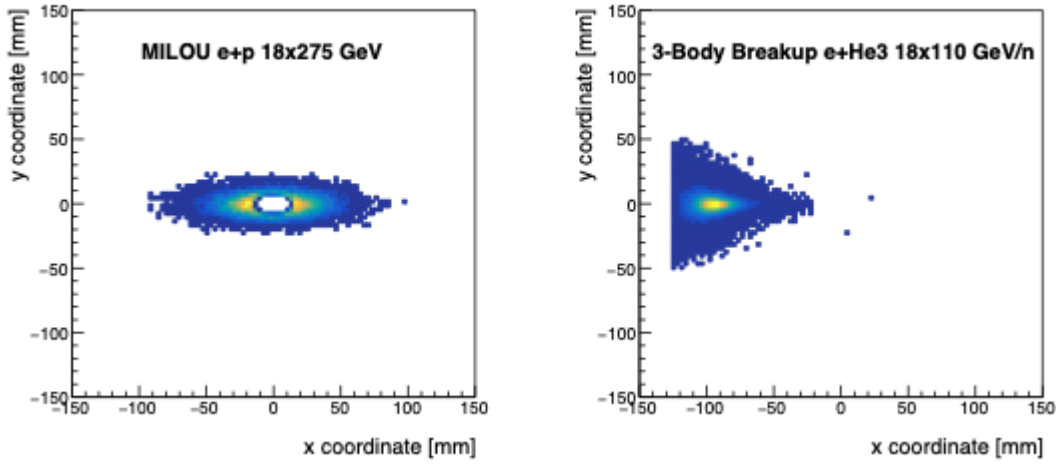 y coordinate [mm]
150
100
50
0
−50
−100
−150
MILOU e+p 18x275 GeV
−150 −100 −50 0 50 100 150
x coordinate [mm]
y coordinate [mm]
150
100
50
0
−50
−100
−150
3-Body Breakup e+He3 18x110 GeV/n
−150 −100 −50 0 50 100 150
x coordinate [mm]